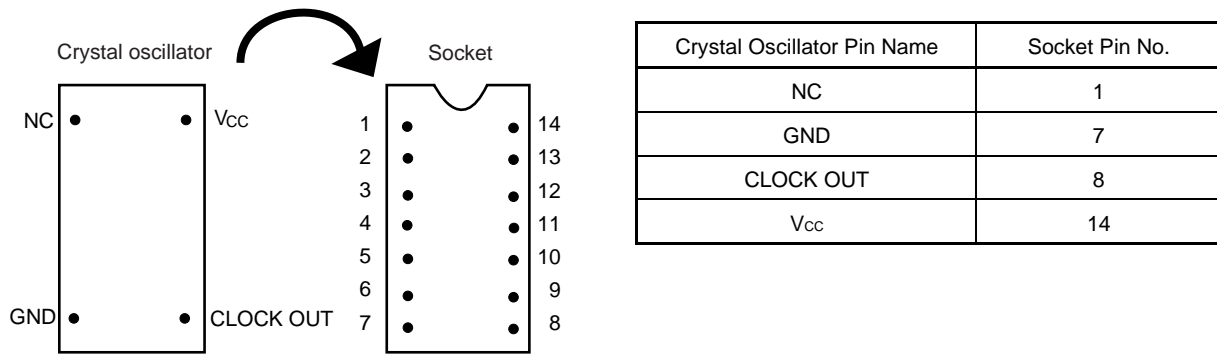 Crystal oscillator
NC
VCC
GND
CLOCK OUT
Socket
1 14
2 13
3 12
4 11
5 10
6 9
7 8
Crystal Oscillator Pin Name Socket Pin No.
NC 1
GND 7
CLOCK OUT 8
VCC 14